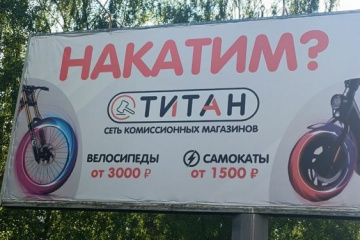 НАКАТИМ?
ТИТАН
СЕТЬ КОМИССИОННЫХ МАГАЗИНОВ
ВЕЛОСИПЕДЫ
от 3000 ₽
САМОКАТЫ
от 1500 ₽